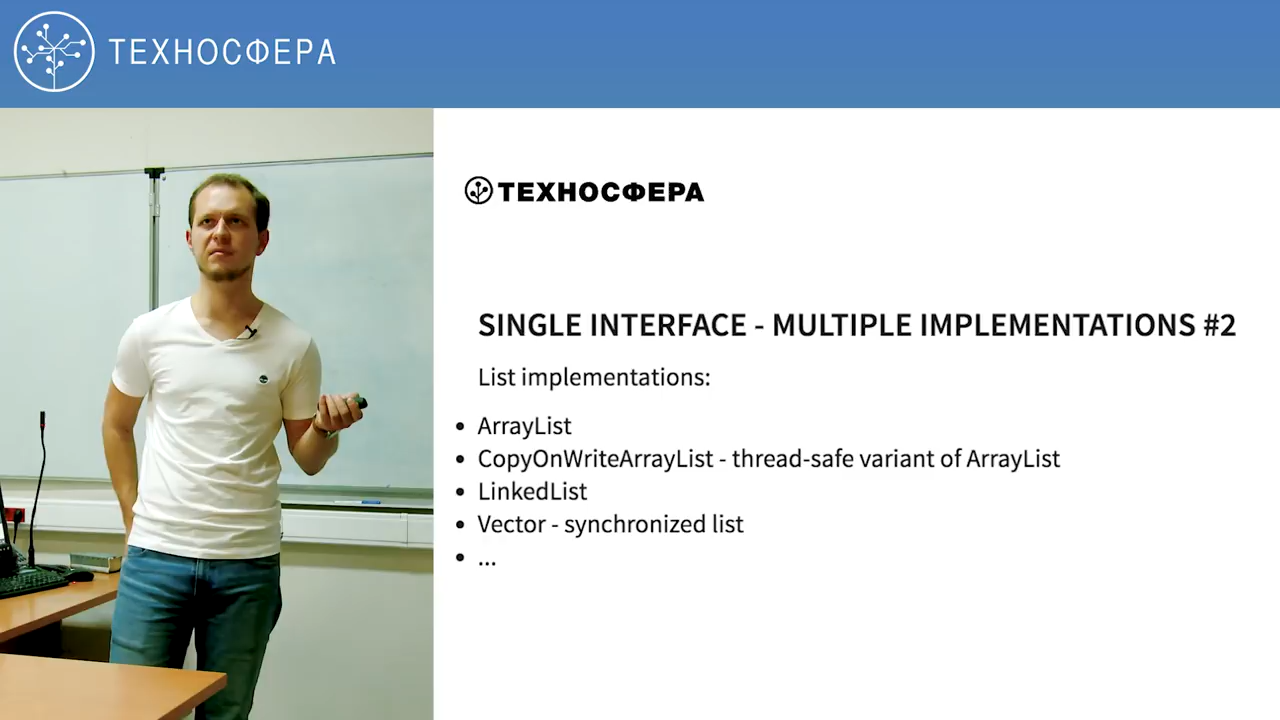 ТЕХНОСФЕРА
ТЕХНОСФЕРА
SINGLE INTERFACE - MULTIPLE IMPLEMENTATIONS #2
List implementations:
• ArrayList
• CopyOnWriteArrayList - thread-safe variant of ArrayList
• LinkedList
• Vector - synchronized list
• ...